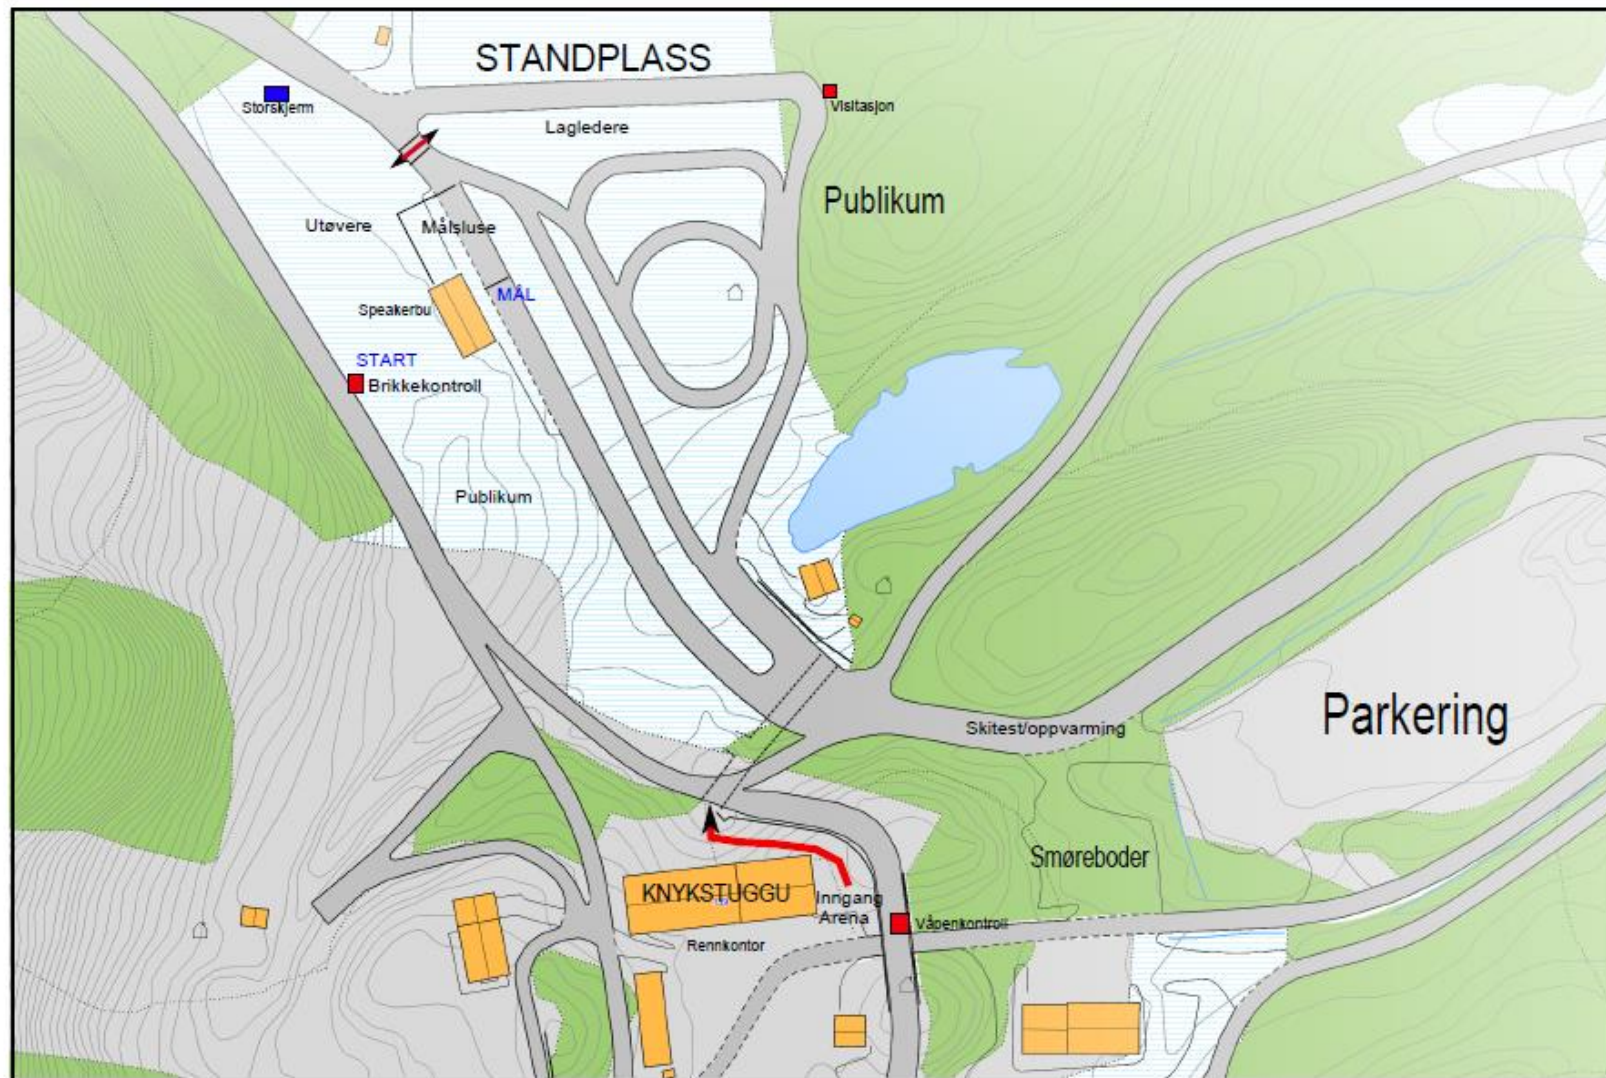 STANDPLASS
Storskjerm
Visitasjon
Lagledere
Publikum
Utøvere
Målsluse
MÅL
Speakerbu
START
Brikkekontroll
Publikum
Parkering
Skitest/oppvarming
Smøreboder
KNYKSTUGGU
Inngang
Arena
Våpenkontroll
Rennkontor